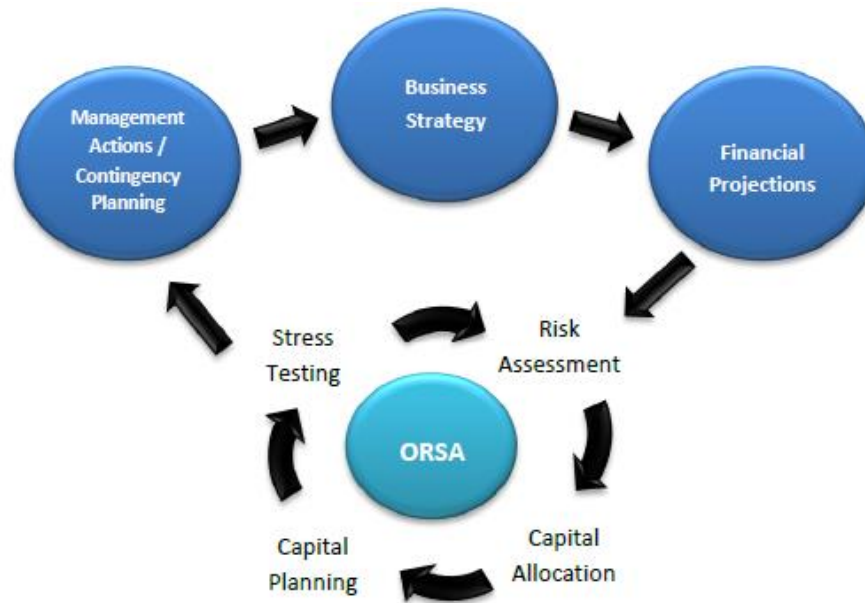 Management
Actions /
Contingency
Planning
Business
Strategy
Financial
Projections
Stress
Testing
Risk
Assessment
ORSA
Capital
Planning
Capital
Allocation